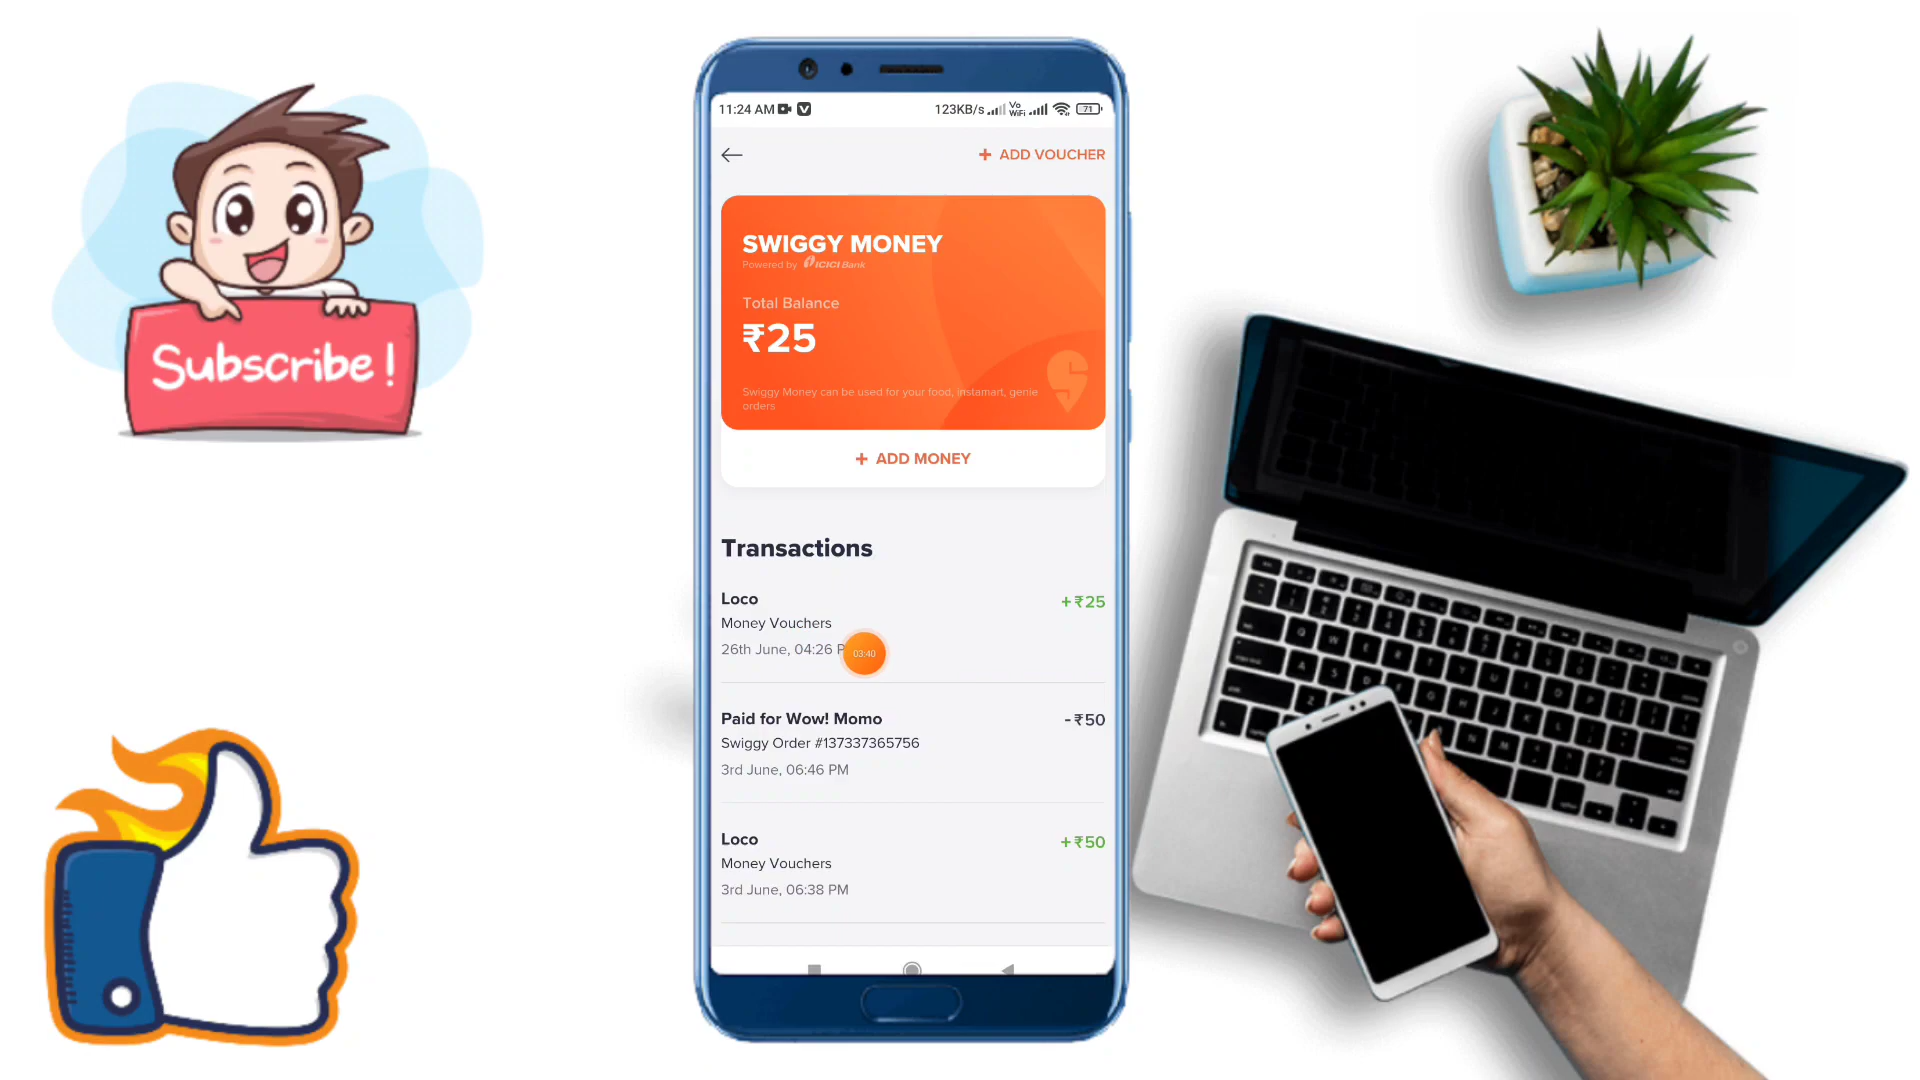 Subscribe !
11:24 AM
123KB/s
Vo
WiFi
71
+ ADD VOUCHER
SWIGGY MONEY
Powered by ICICI Bank
Total Balance
₹25
Swiggy Money can be used for your food, instamart, genie
orders
+ ADD MONEY
Transactions
Loco
+₹25
Money Vouchers
26th June, 04:26 P
03:40
Paid for Wow! Momo
-₹50
Swiggy Order #137337365756
3rd June, 06:46 PM
Loco
+₹50
Money Vouchers
3rd June, 06:38 PM